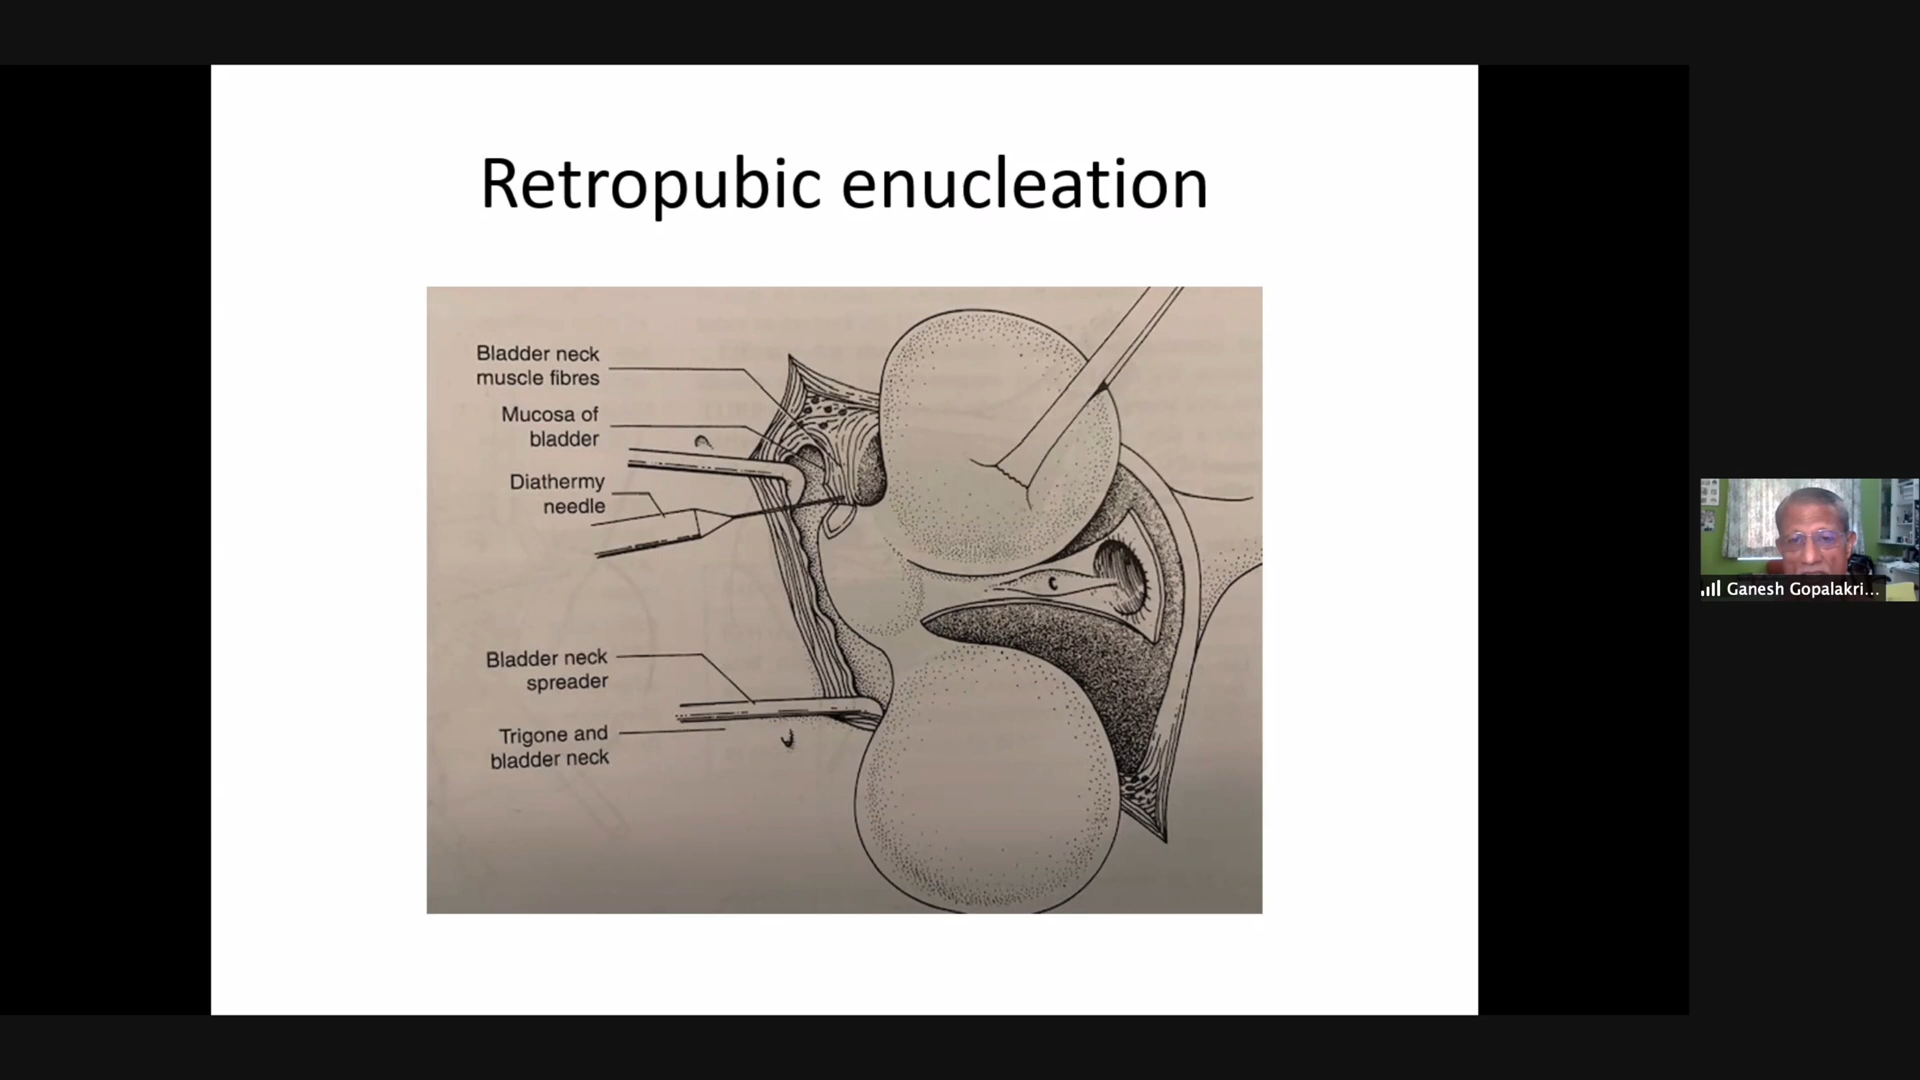 Retropubic enucleation
Bladder neck
muscle fibres
Mucosa of
bladder
Diathermy
needle
Bladder neck
spreader
Trigone and
bladder neck
Ganesh Gopalakri...